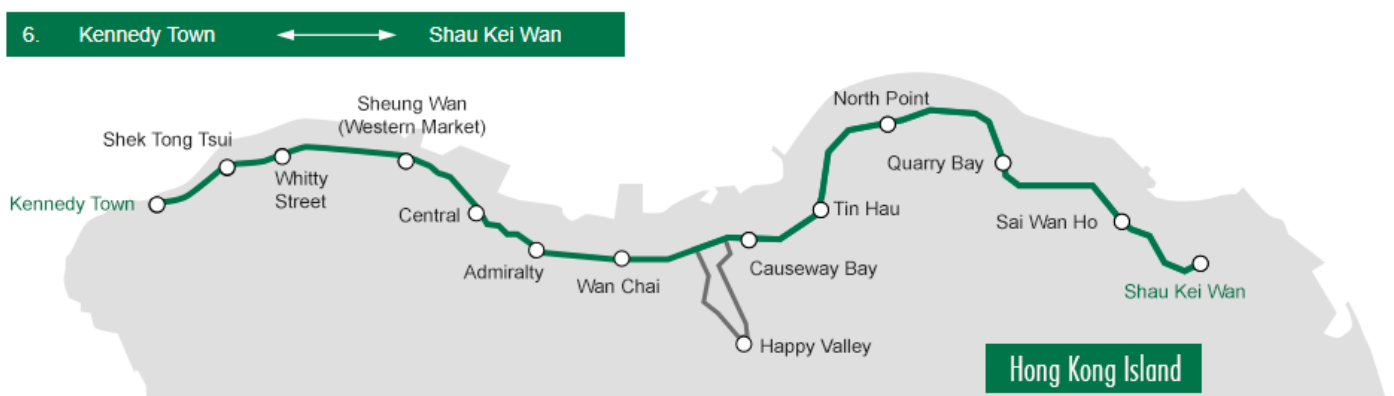 6. Kennedy Town Shau Kei Wan
Sheung Wan
(Western Market)
North Point
Shek Tong Tsui
Quarry Bay
Whitty
Street
Kennedy Town
Central
Tin Hau
Sai Wan Ho
Admiralty
Wan Chai
Causeway Bay
Shau Kei Wan
Happy Valley
Hong Kong Island